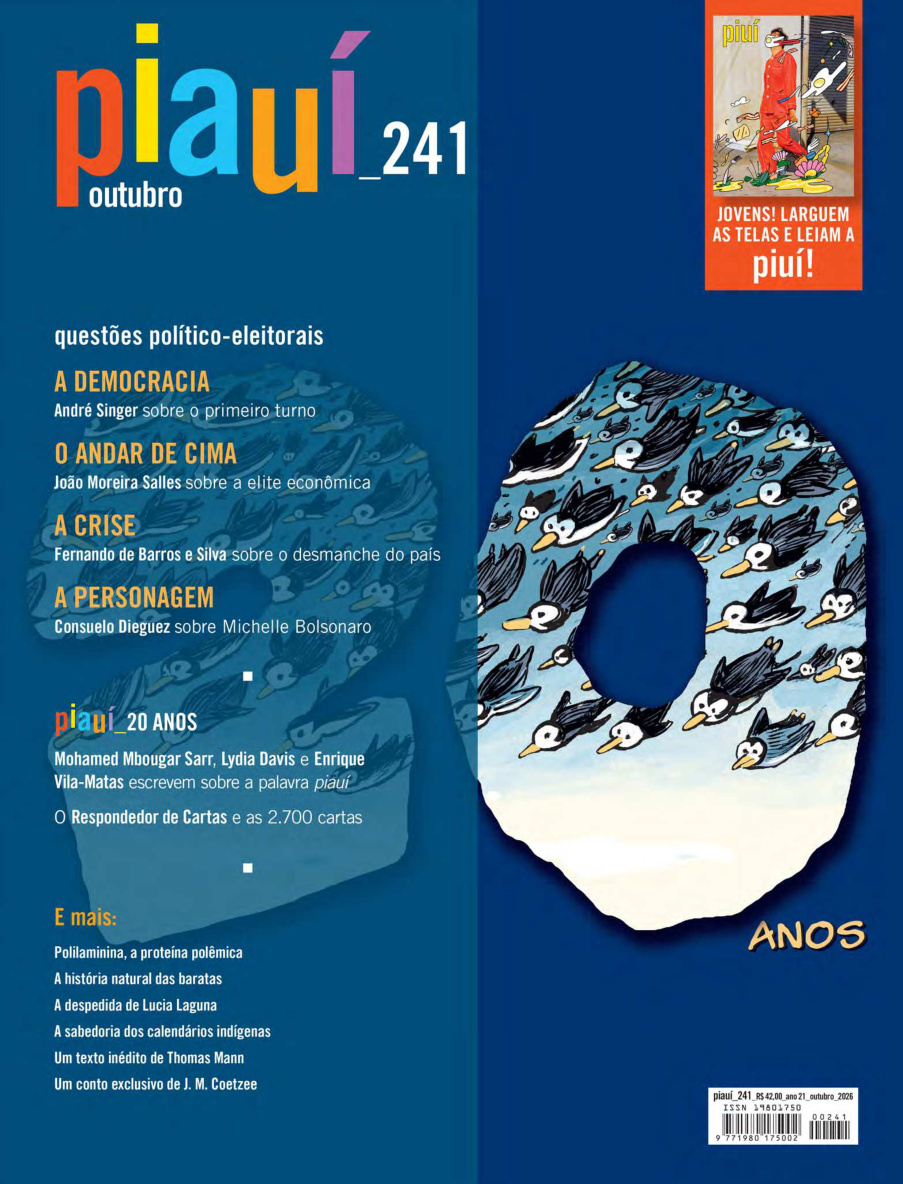 piauí_241
outubro
piuí
JOVENS! LARGUEM
AS TELAS E LEIAM A
piuí!
questões político-eleitorais
A DEMOCRACIA
André Singer sobre o primeiro turno
O ANDAR DE CIMA
João Moreira Salles sobre a elite econômica
A CRISE
Fernando de Barros e Silva sobre o desmanche do país
A PERSONAGEM
Consuelo Dieguez sobre Michelle Bolsonaro
piauí_20 ANOS
Mohamed Mbougar Sarr, Lydia Davis e Enrique
Vila-Matas escrevem sobre a palavra piauí
O Respondedor de Cartas e as 2.700 cartas
E mais:
Polilaminina, a proteína polêmica
A história natural das baratas
A despedida de Lucia Laguna
A sabedoria dos calendários indígenas
Um texto inédito de Thomas Mann
Um conto exclusivo de J. M. Coetzee
20
ANOS
piauí_241_R$ 42,00_ano 21_outubro_2026
ISSN 19801750
00241
9 771980 175002